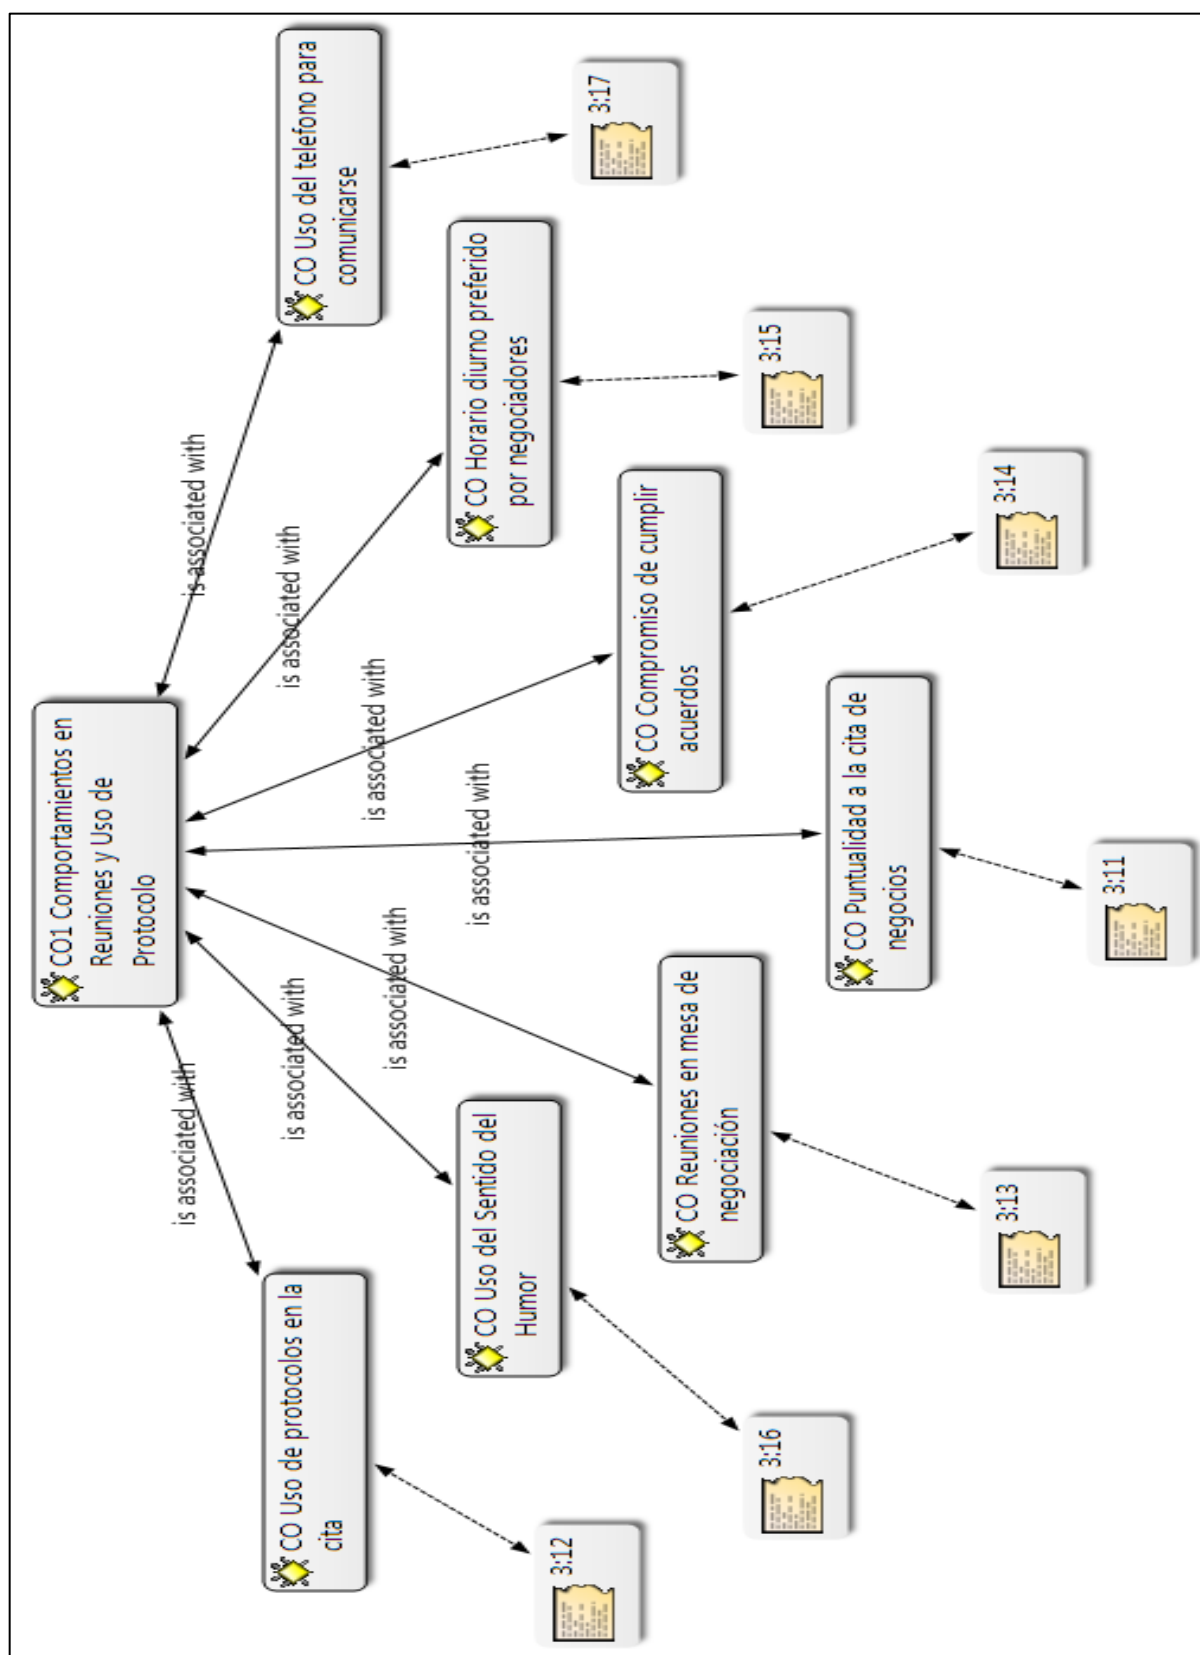 CO1 Comportamientos en
Reuniones y Uso de
Protocolo
is associated with
is associated with
is associated with
is associated with
is associated with
is associated with
is associated with
CO Uso de protocolos en la
cita
CO Uso del telefono para
comunicarse
CO Uso del Sentido del
Humor
CO Horario diurno preferido
por negociadores
CO Reuniones en mesa de
negociación
CO Compromiso de cumplir
acuerdos
CO Puntualidad a la cita de
negocios
3:12
3:17
3:16
3:15
3:13
3:14
3:11